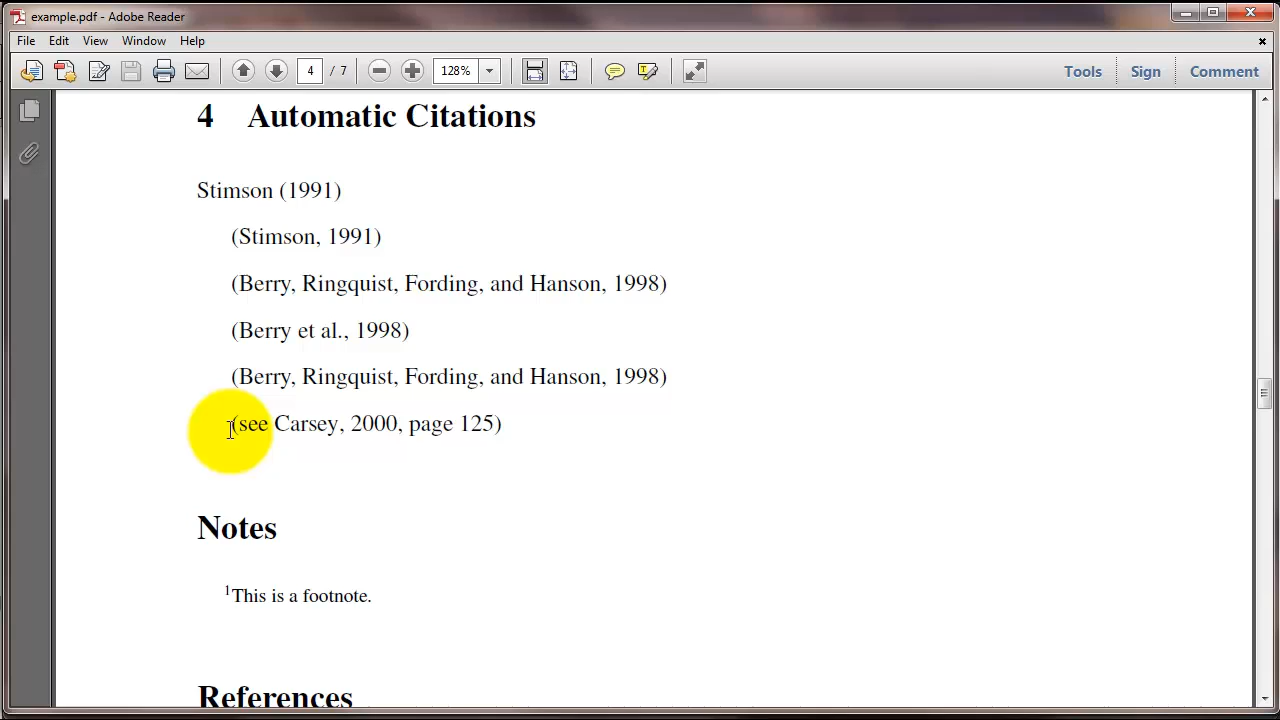 example.pdf - Adobe Reader
File Edit View Window Help
4 / 7 128% Tools Sign Comment
4 Automatic Citations
Stimson (1991)
(Stimson, 1991)
(Berry, Ringquist, Fording, and Hanson, 1998)
(Berry et al., 1998)
(Berry, Ringquist, Fording, and Hanson, 1998)
(see Carsey, 2000, page 125)
Notes
1This is a footnote.
References